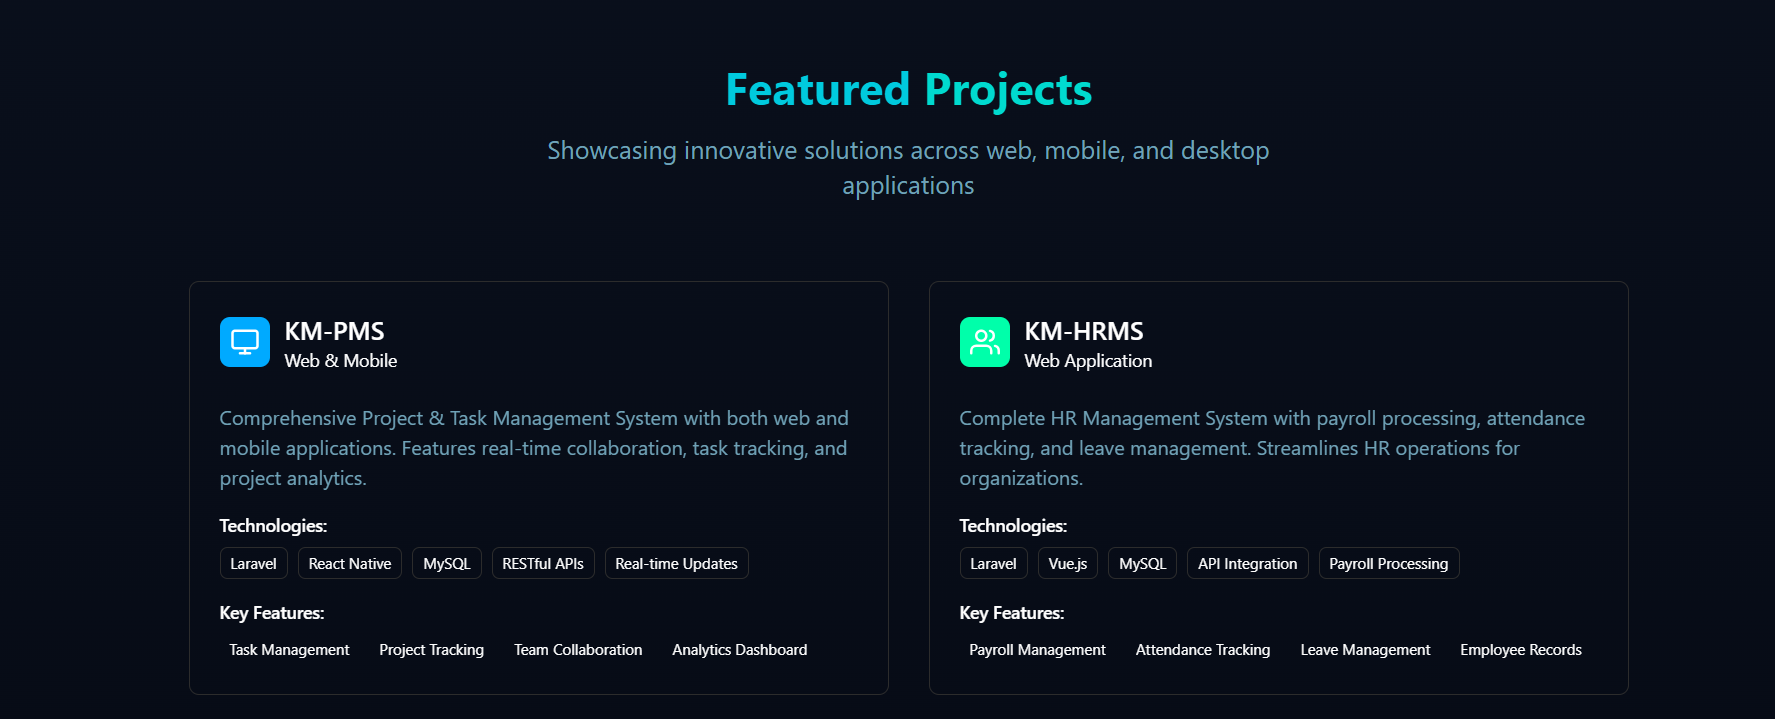 Featured Projects
Showcasing innovative solutions across web, mobile, and desktop
applications
KM-PMS
Web & Mobile
Comprehensive Project & Task Management System with both web and
mobile applications. Features real-time collaboration, task tracking, and
project analytics.
Technologies:
Laravel React Native MySQL RESTful APIs Real-time Updates
Key Features:
Task Management Project Tracking Team Collaboration Analytics Dashboard
KM-HRMS
Web Application
Complete HR Management System with payroll processing, attendance
tracking, and leave management. Streamlines HR operations for
organizations.
Technologies:
Laravel Vue.js MySQL API Integration Payroll Processing
Key Features:
Payroll Management Attendance Tracking Leave Management Employee Records